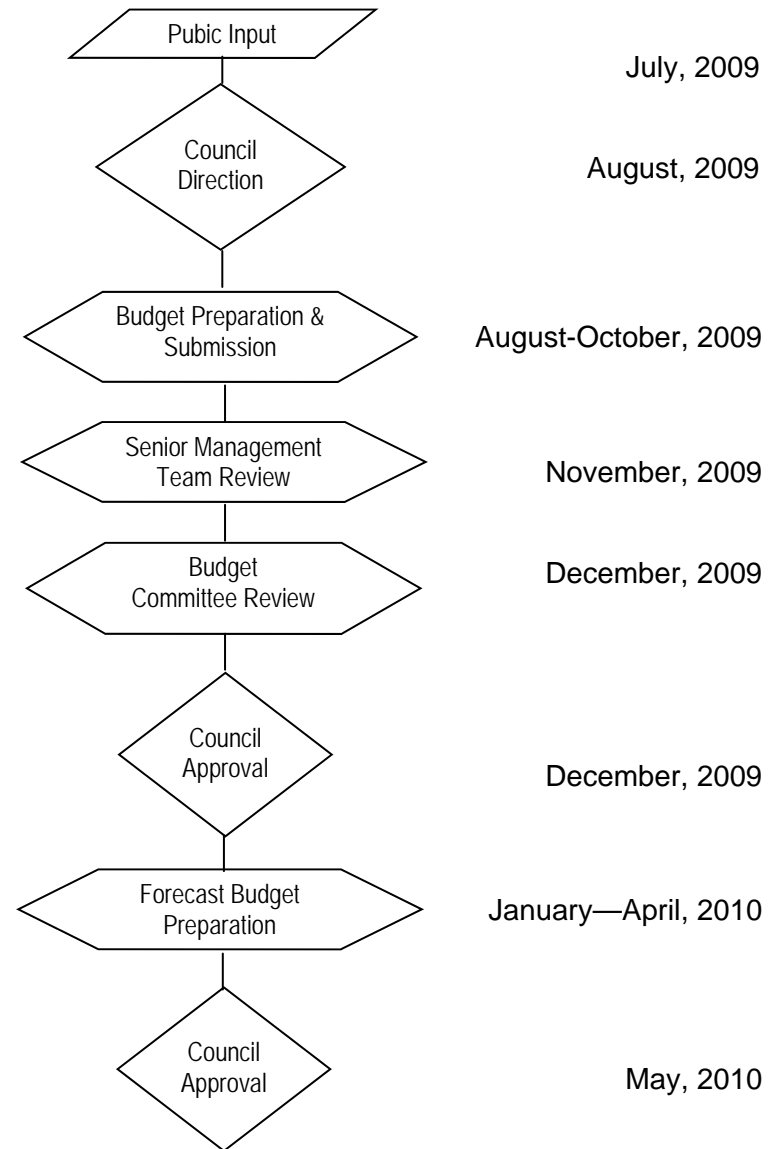 Pubic Input
July, 2009
Council
Direction
August, 2009
Budget Preparation &
Submission
August-October, 2009
Senior Management
Team Review
November, 2009
Budget
Committee Review
December, 2009
Council
Approval
December, 2009
Forecast Budget
Preparation
January—April, 2010
Council
Approval
May, 2010